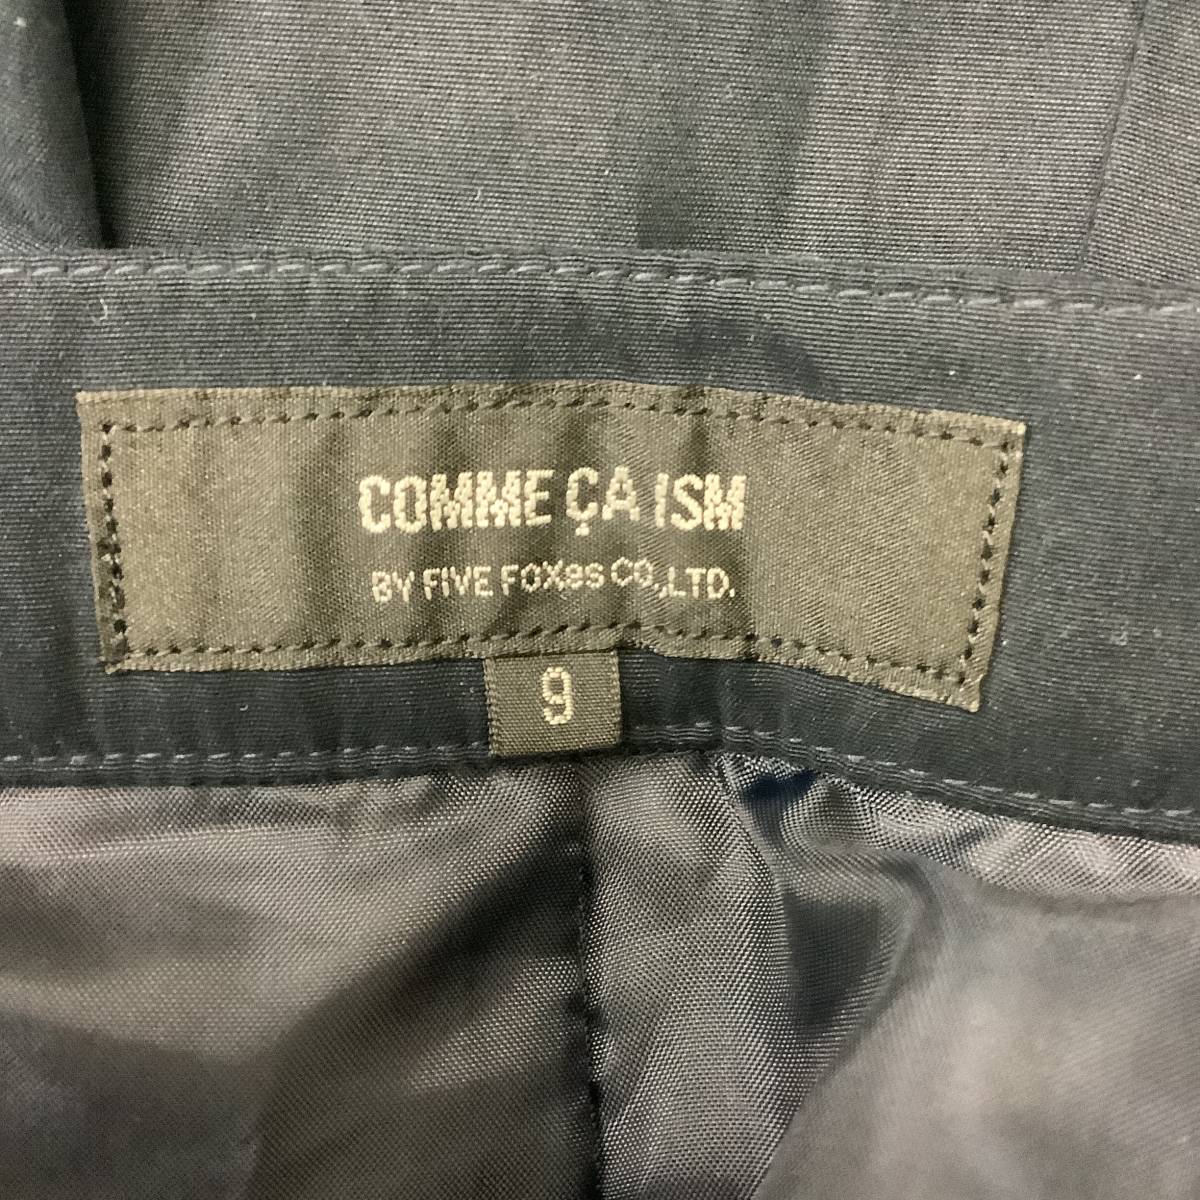 COMME ÇA ISM
BY FIVE FOXes CO.,LTD.
9